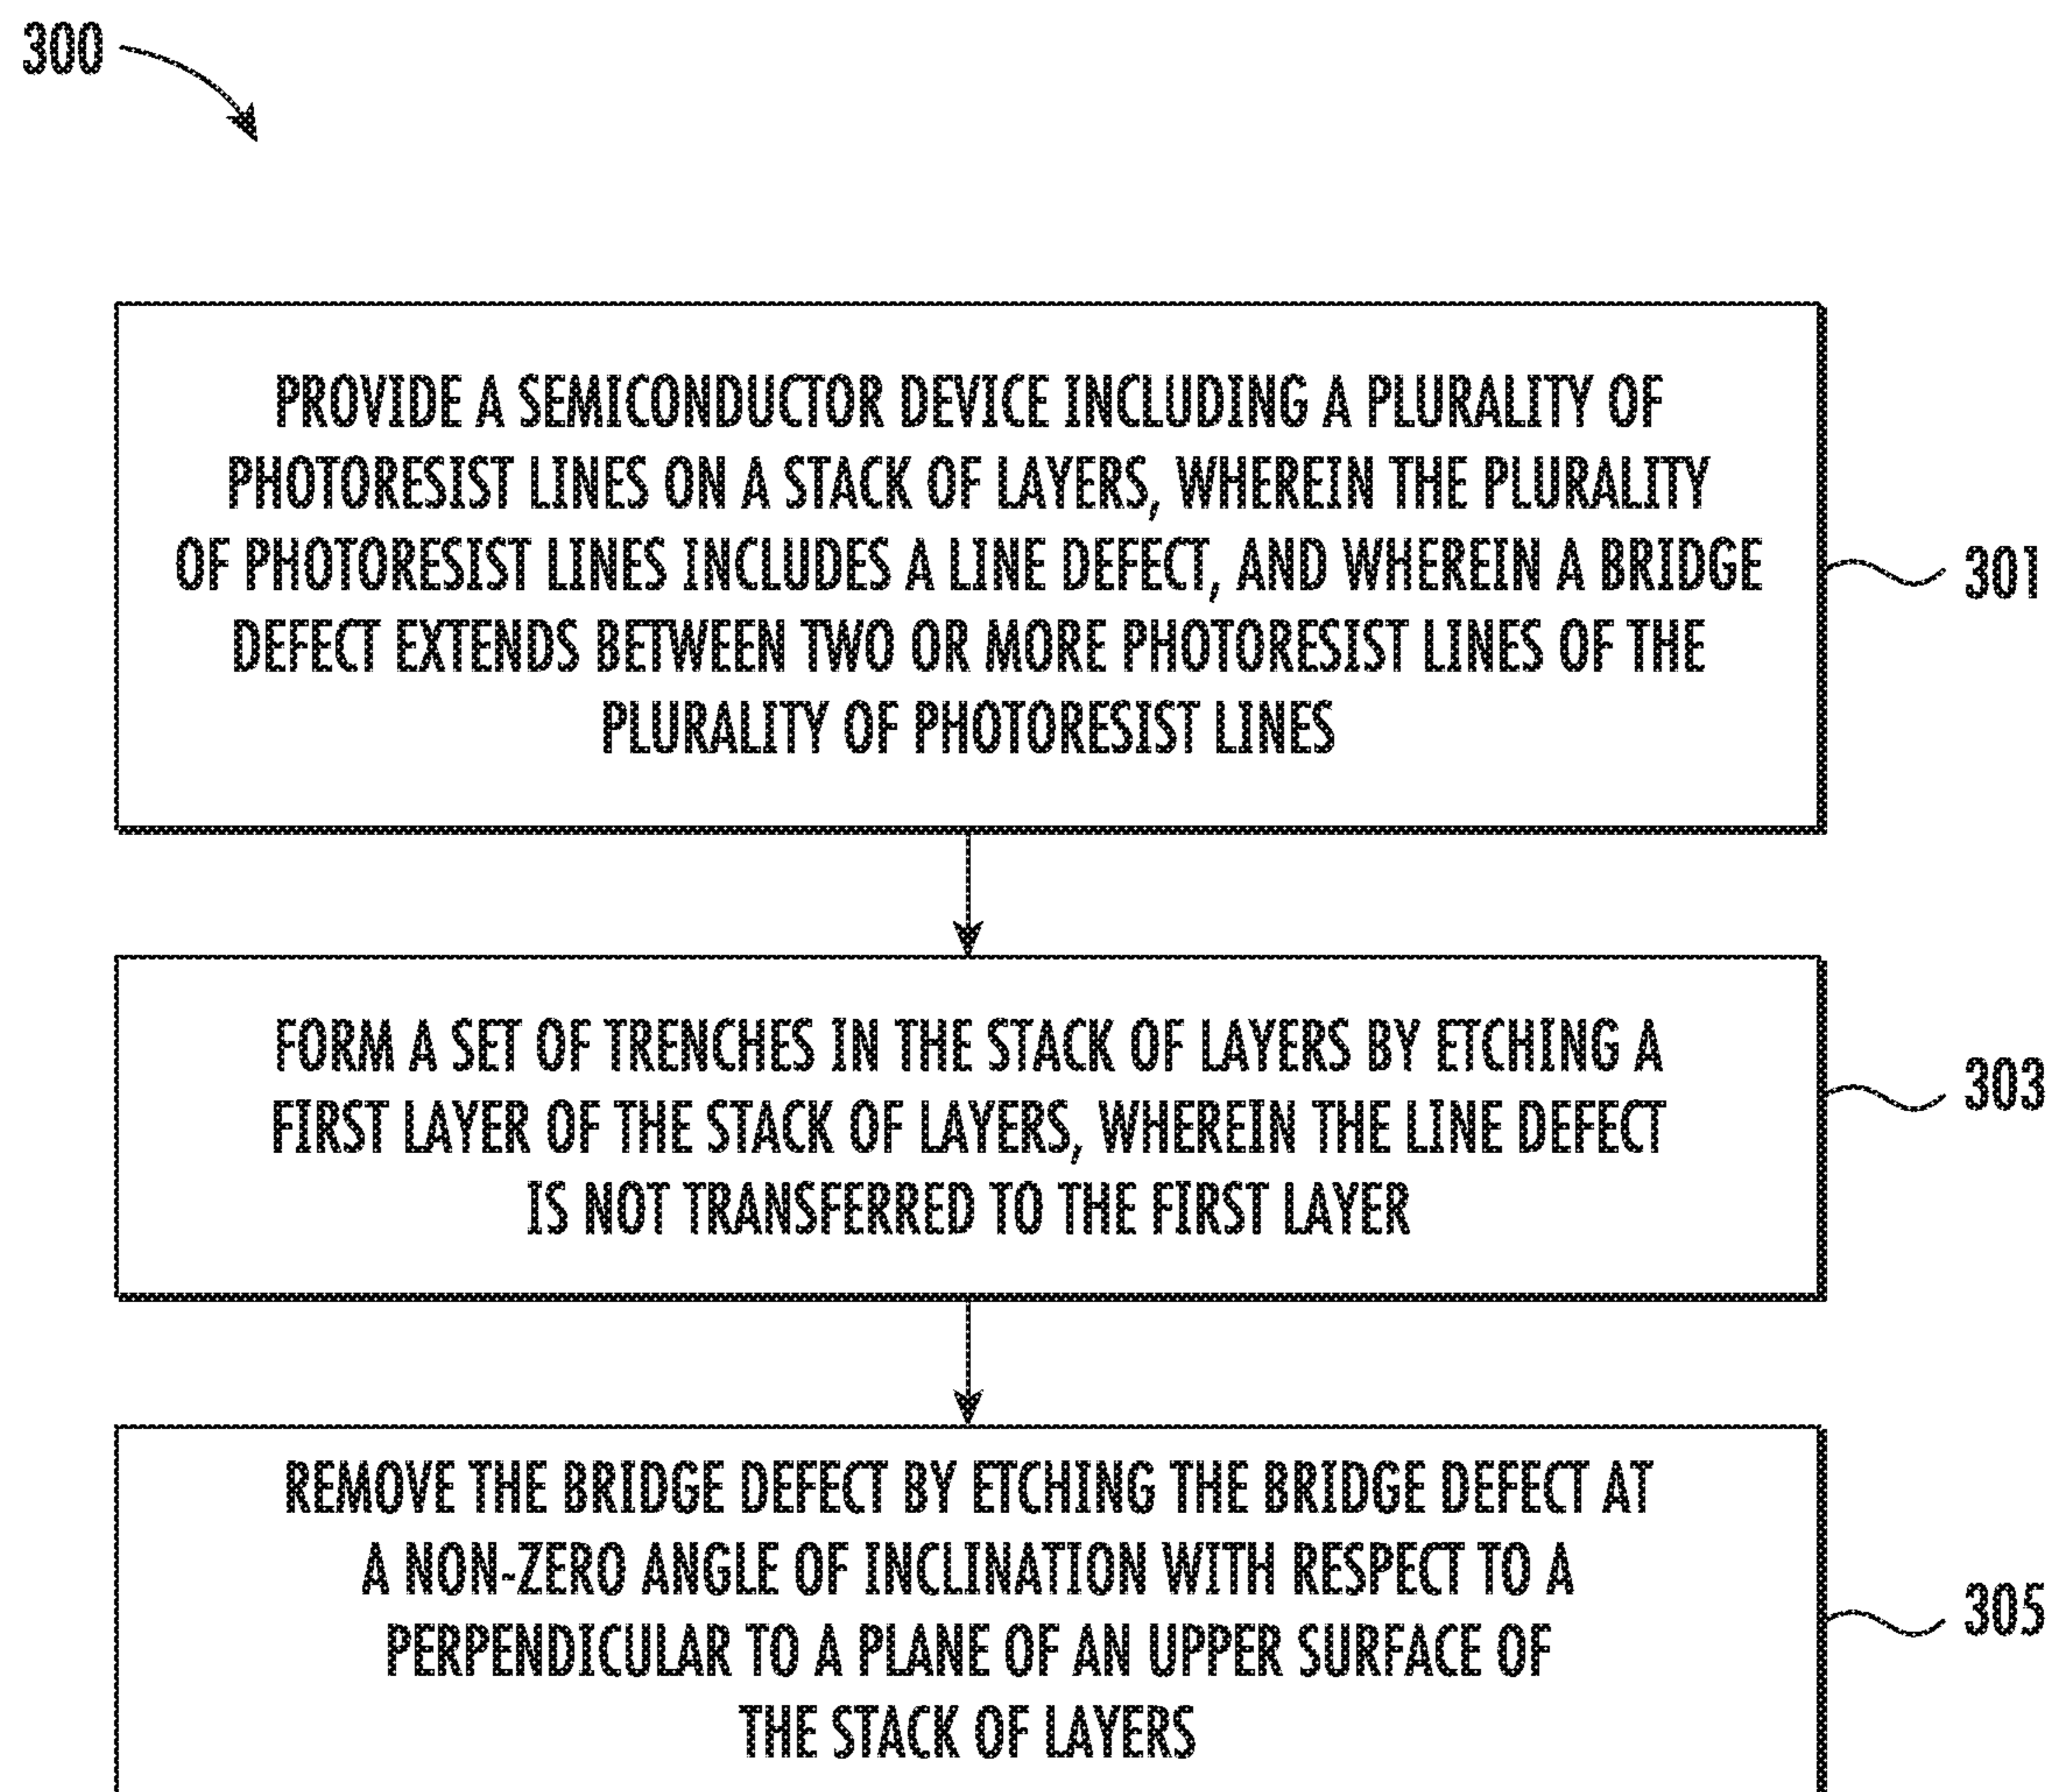 300
PROVIDE A SEMICONDUCTOR DEVICE INCLUDING A PLURALITY OF
PHOTORESIST LINES ON A STACK OF LAYERS, WHEREIN THE PLURALITY
OF PHOTORESIST LINES INCLUDES A LINE DEFECT, AND WHEREIN A BRIDGE
DEFECT EXTENDS BETWEEN TWO OR MORE PHOTORESIST LINES OF THE
PLURALITY OF PHOTORESIST LINES
301
FORM A SET OF TRENCHES IN THE STACK OF LAYERS BY ETCHING A
FIRST LAYER OF THE STACK OF LAYERS, WHEREIN THE LINE DEFECT
IS NOT TRANSFERRED TO THE FIRST LAYER
303
REMOVE THE BRIDGE DEFECT BY ETCHING THE BRIDGE DEFECT AT
A NON-ZERO ANGLE OF INCLINATION WITH RESPECT TO A
PERPENDICULAR TO A PLANE OF AN UPPER SURFACE OF
THE STACK OF LAYERS
305